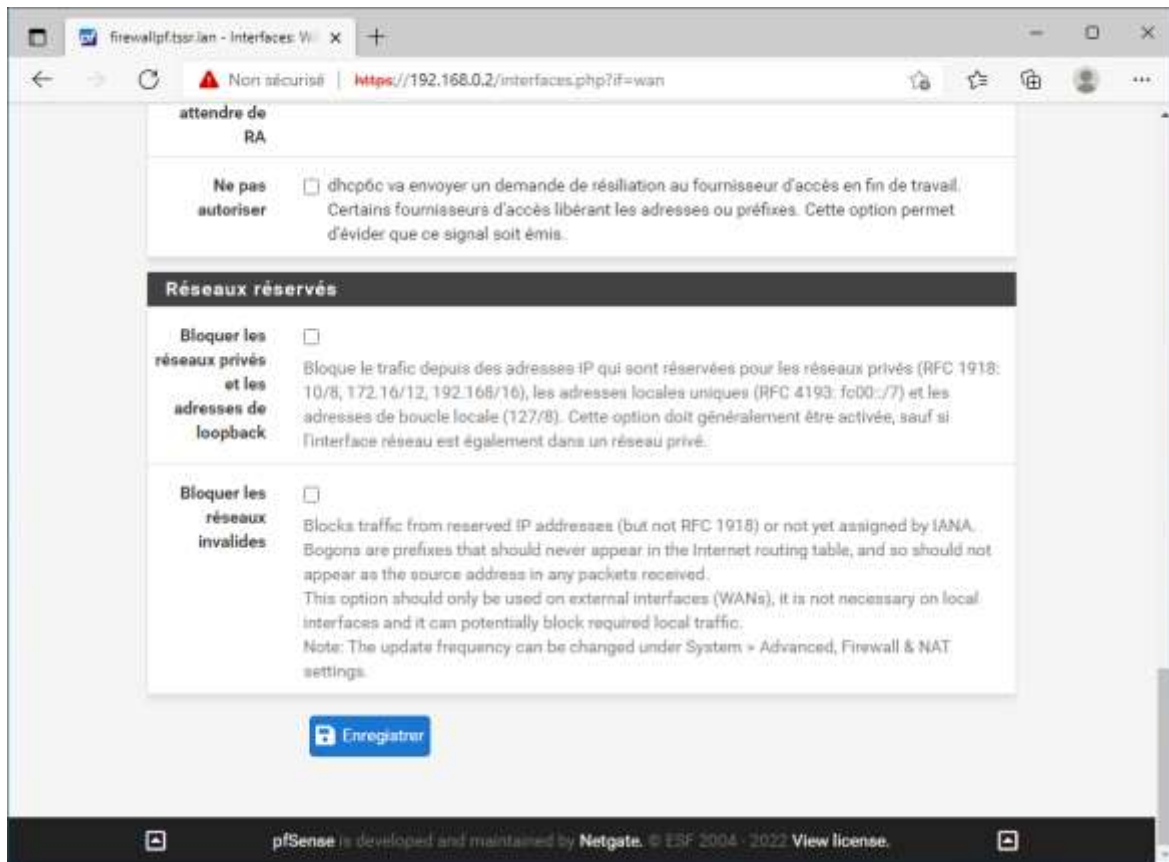 firewallpf.tssr.lan - Interfaces: W
Non sécurisé | https://192.168.0.2/interfaces.php?if=wan
attendre de
RA
Ne pas
autoriser
dhcp6c va envoyer un demande de résiliation au fournisseur d'accès en fin de travail.
Certains fournisseurs d'accès libérant les adresses ou préfixes. Cette option permet
d'évider que ce signal soit émis.
Réseaux réservés
Bloquer les
réseaux privés
et les
adresses de
loopback
Bloque le trafic depuis des adresses IP qui sont réservées pour les réseaux privés (RFC 1918:
10/8, 172.16/12, 192.168/16), les adresses locales uniques (RFC 4193: fc00::/7) et les
adresses de boucle locale (127/8). Cette option doit généralement être activée, sauf si
l'interface réseau est également dans un réseau privé.
Bloquer les
réseaux
invalides
Blocks traffic from reserved IP addresses (but not RFC 1918) or not yet assigned by IANA.
Bogons are prefixes that should never appear in the Internet routing table, and so should not
appear as the source address in any packets received.
This option should only be used on external interfaces (WANs), it is not necessary on local
interfaces and it can potentially block required local traffic.
Note: The update frequency can be changed under System > Advanced, Firewall & NAT
settings.
Enregistrer
pfSense is developed and maintained by Netgate. © ESF 2004 - 2022 View license.